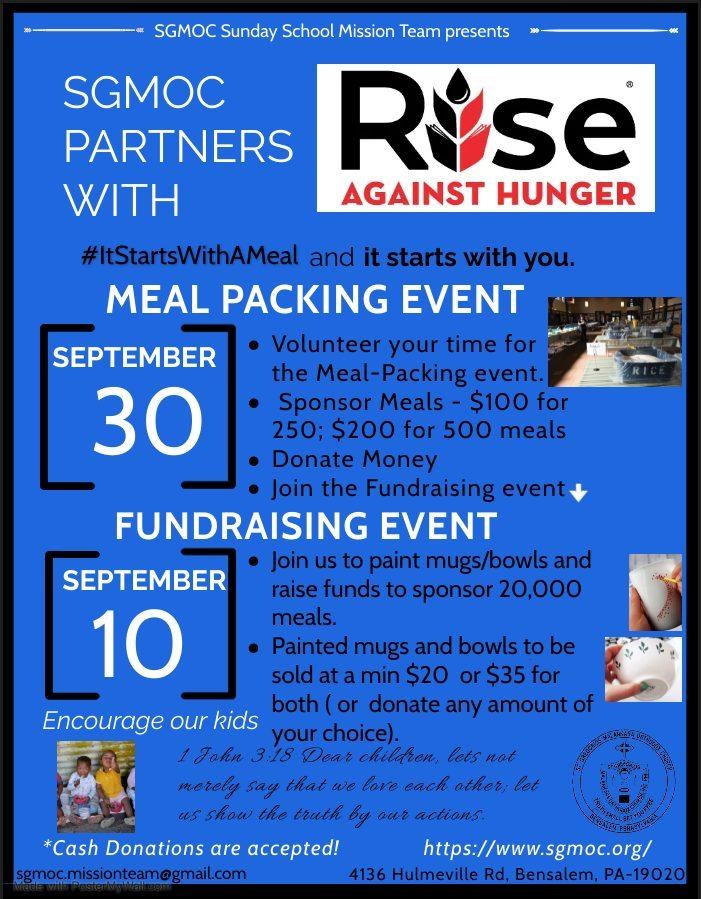 SGMOC Sunday School Mission Team presents
SGMOC
PARTNERS
WITH
Rise®
AGAINST HUNGER
#ItStartsWithAMeal and it starts with you.
MEAL PACKING EVENT
SEPTEMBER
30
• Volunteer your time for
the Meal-Packing event.
• Sponsor Meals - $100 for
250; $200 for 500 meals
• Donate Money
• Join the Fundraising event
RICE
FUNDRAISING EVENT
SEPTEMBER
10
• Join us to paint mugs/bowls and
raise funds to sponsor 20,000
meals.
• Painted mugs and bowls to be
sold at a min $20 or $35 for
both ( or donate any amount of
your choice).
Encourage our kids
1 John 3:18 Dear children, lets not
merely say that we love each other; let
us show the truth by our actions.
*Cash Donations are accepted!
https://www.sgmoc.org/
sgmoc.missionteam@gmail.com
4136 Hulmeville Rd, Bensalem, PA-19020
Made with PosterMyWall.com